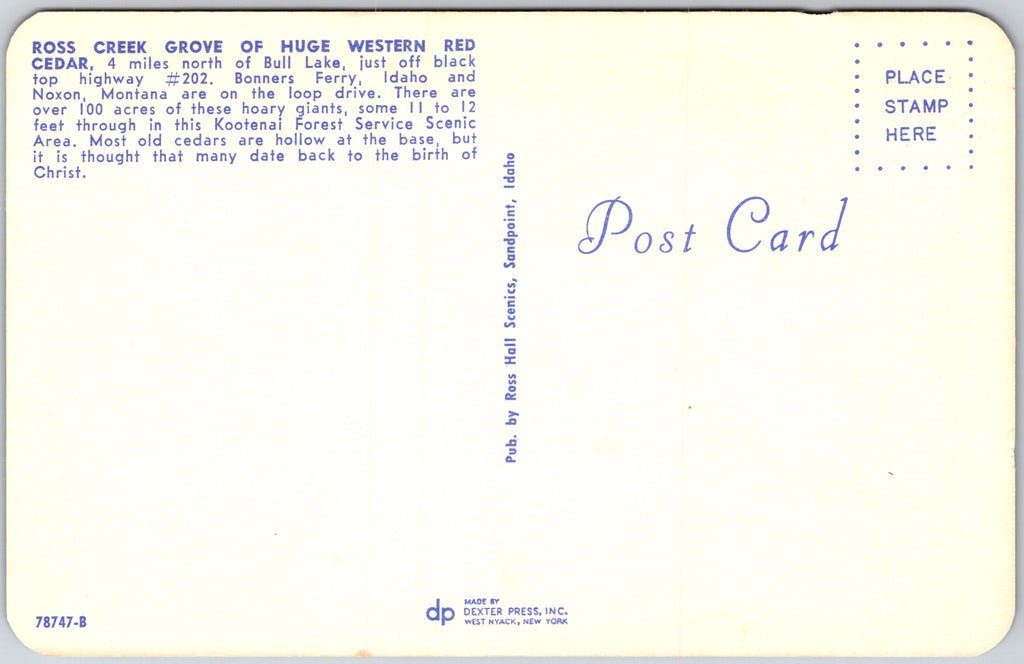 ROSS CREEK GROVE OF HUGE WESTERN RED
CEDAR, 4 miles north of Bull Lake, just off black
top highway #202. Bonners Ferry, Idaho and
Noxon, Montana are on the loop drive. There are
over 100 acres of these hoary giants, some 11 to 12
feet through in this Kootenai Forest Service Scenic
Area. Most old cedars are hollow at the base, but
it is thought that many date back to the birth of
Christ.
Pub. by Ross Hall Scenics, Sandpoint, Idaho
PLACE
STAMP
HERE
Post Card
78747-B
dp
MADE BY
DEXTER PRESS, INC.
WEST NYACK, NEW YORK